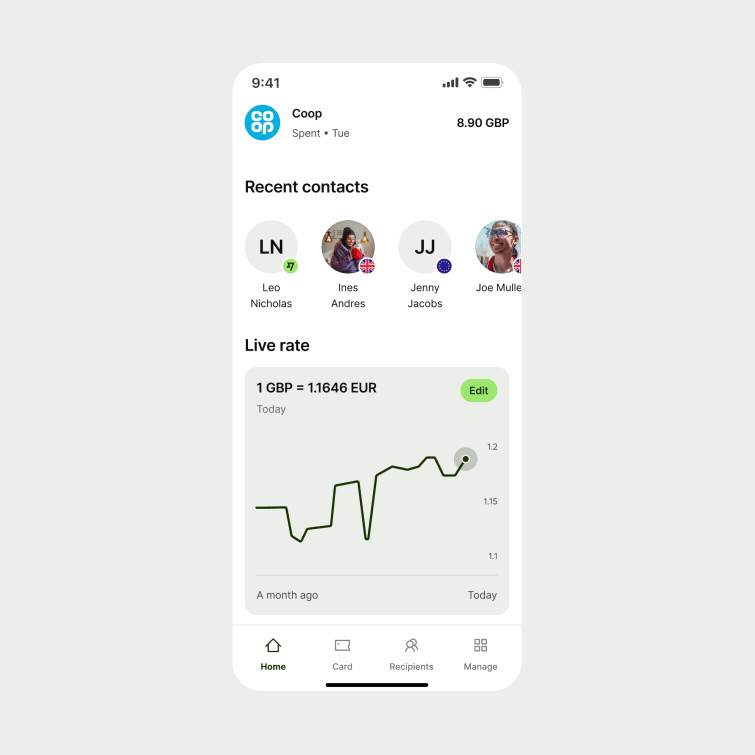 9:41
co
op
Coop
Spent • Tue
8.90 GBP
Recent contacts
LN
JJ
Leo
Nicholas
Ines
Andres
Jenny
Jacobs
Joe Mulle
Live rate
1 GBP = 1.1646 EUR
Edit
Today
1.2
1.15
1.1
A month ago
Today
Home
Card
Recipients
Manage